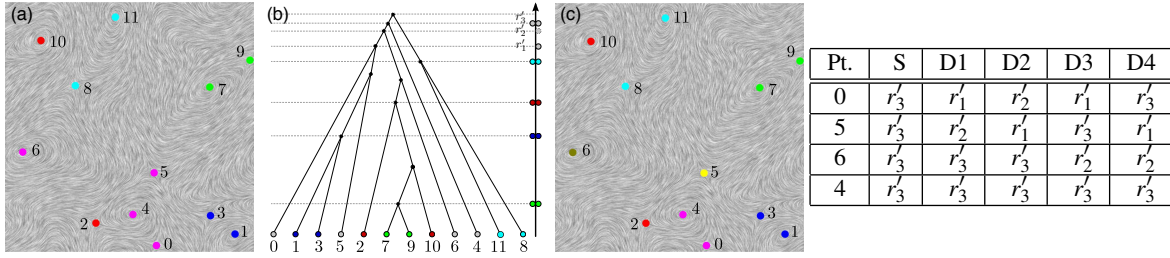 (a)
11
10
9
8
7
6
5
4
3
2
1
0
(b)
r′3
r′2
r′1
0 1 3 5 2 7 9 10 6 4 11 8
(c)
11
10
9
8
7
6
5
4
3
2
1
0
Pt. S D1 D2 D3 D4
0 r′3 r′1 r′2 r′1 r′3
5 r′3 r′2 r′1 r′3 r′1
6 r′3 r′3 r′3 r′2 r′2
4 r′3 r′3 r′3 r′3 r′3